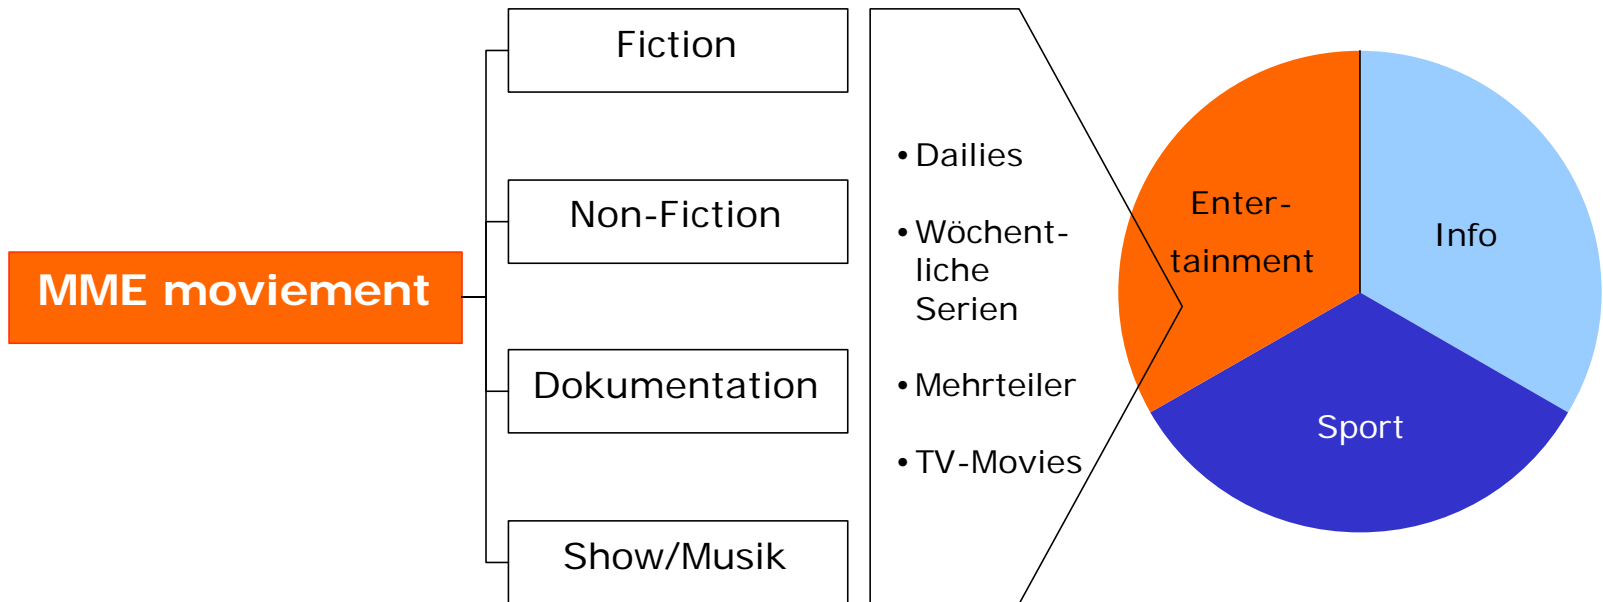 MME moviement
Fiction
Non-Fiction
Dokumentation
Show/Musik
• Dailies
• Wöchent-
liche
Serien
• Mehrteiler
• TV-Movies
Enter-
tainment
Info
Sport